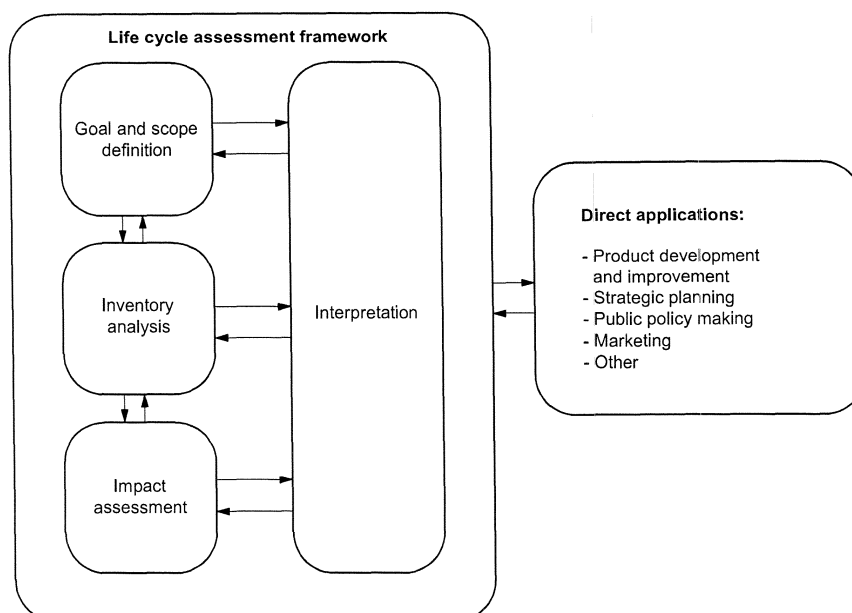 Life cycle assessment framework
Goal and scope
definition
Inventory
analysis
Impact
assessment
Interpretation
Direct applications:
- Product development
and improvement
- Strategic planning
- Public policy making
- Marketing
- Other